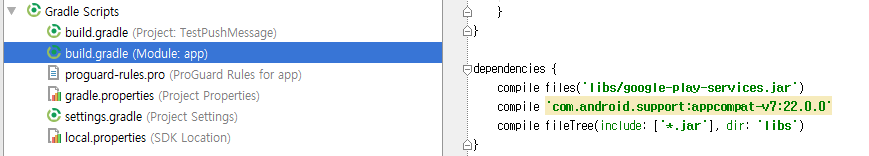 Gradle Scripts
build.gradle (Project: TestPushMessage)
build.gradle (Module: app)
proguard-rules.pro (ProGuard Rules for app)
gradle.properties (Project Properties)
settings.gradle (Project Settings)
local.properties (SDK Location)
}
}
dependencies {
compile files('libs/google-play-services.jar')
compile 'com.android.support:appcompat-v7:22.0.0'
compile fileTree(include: ['*.jar'], dir: 'libs')
}